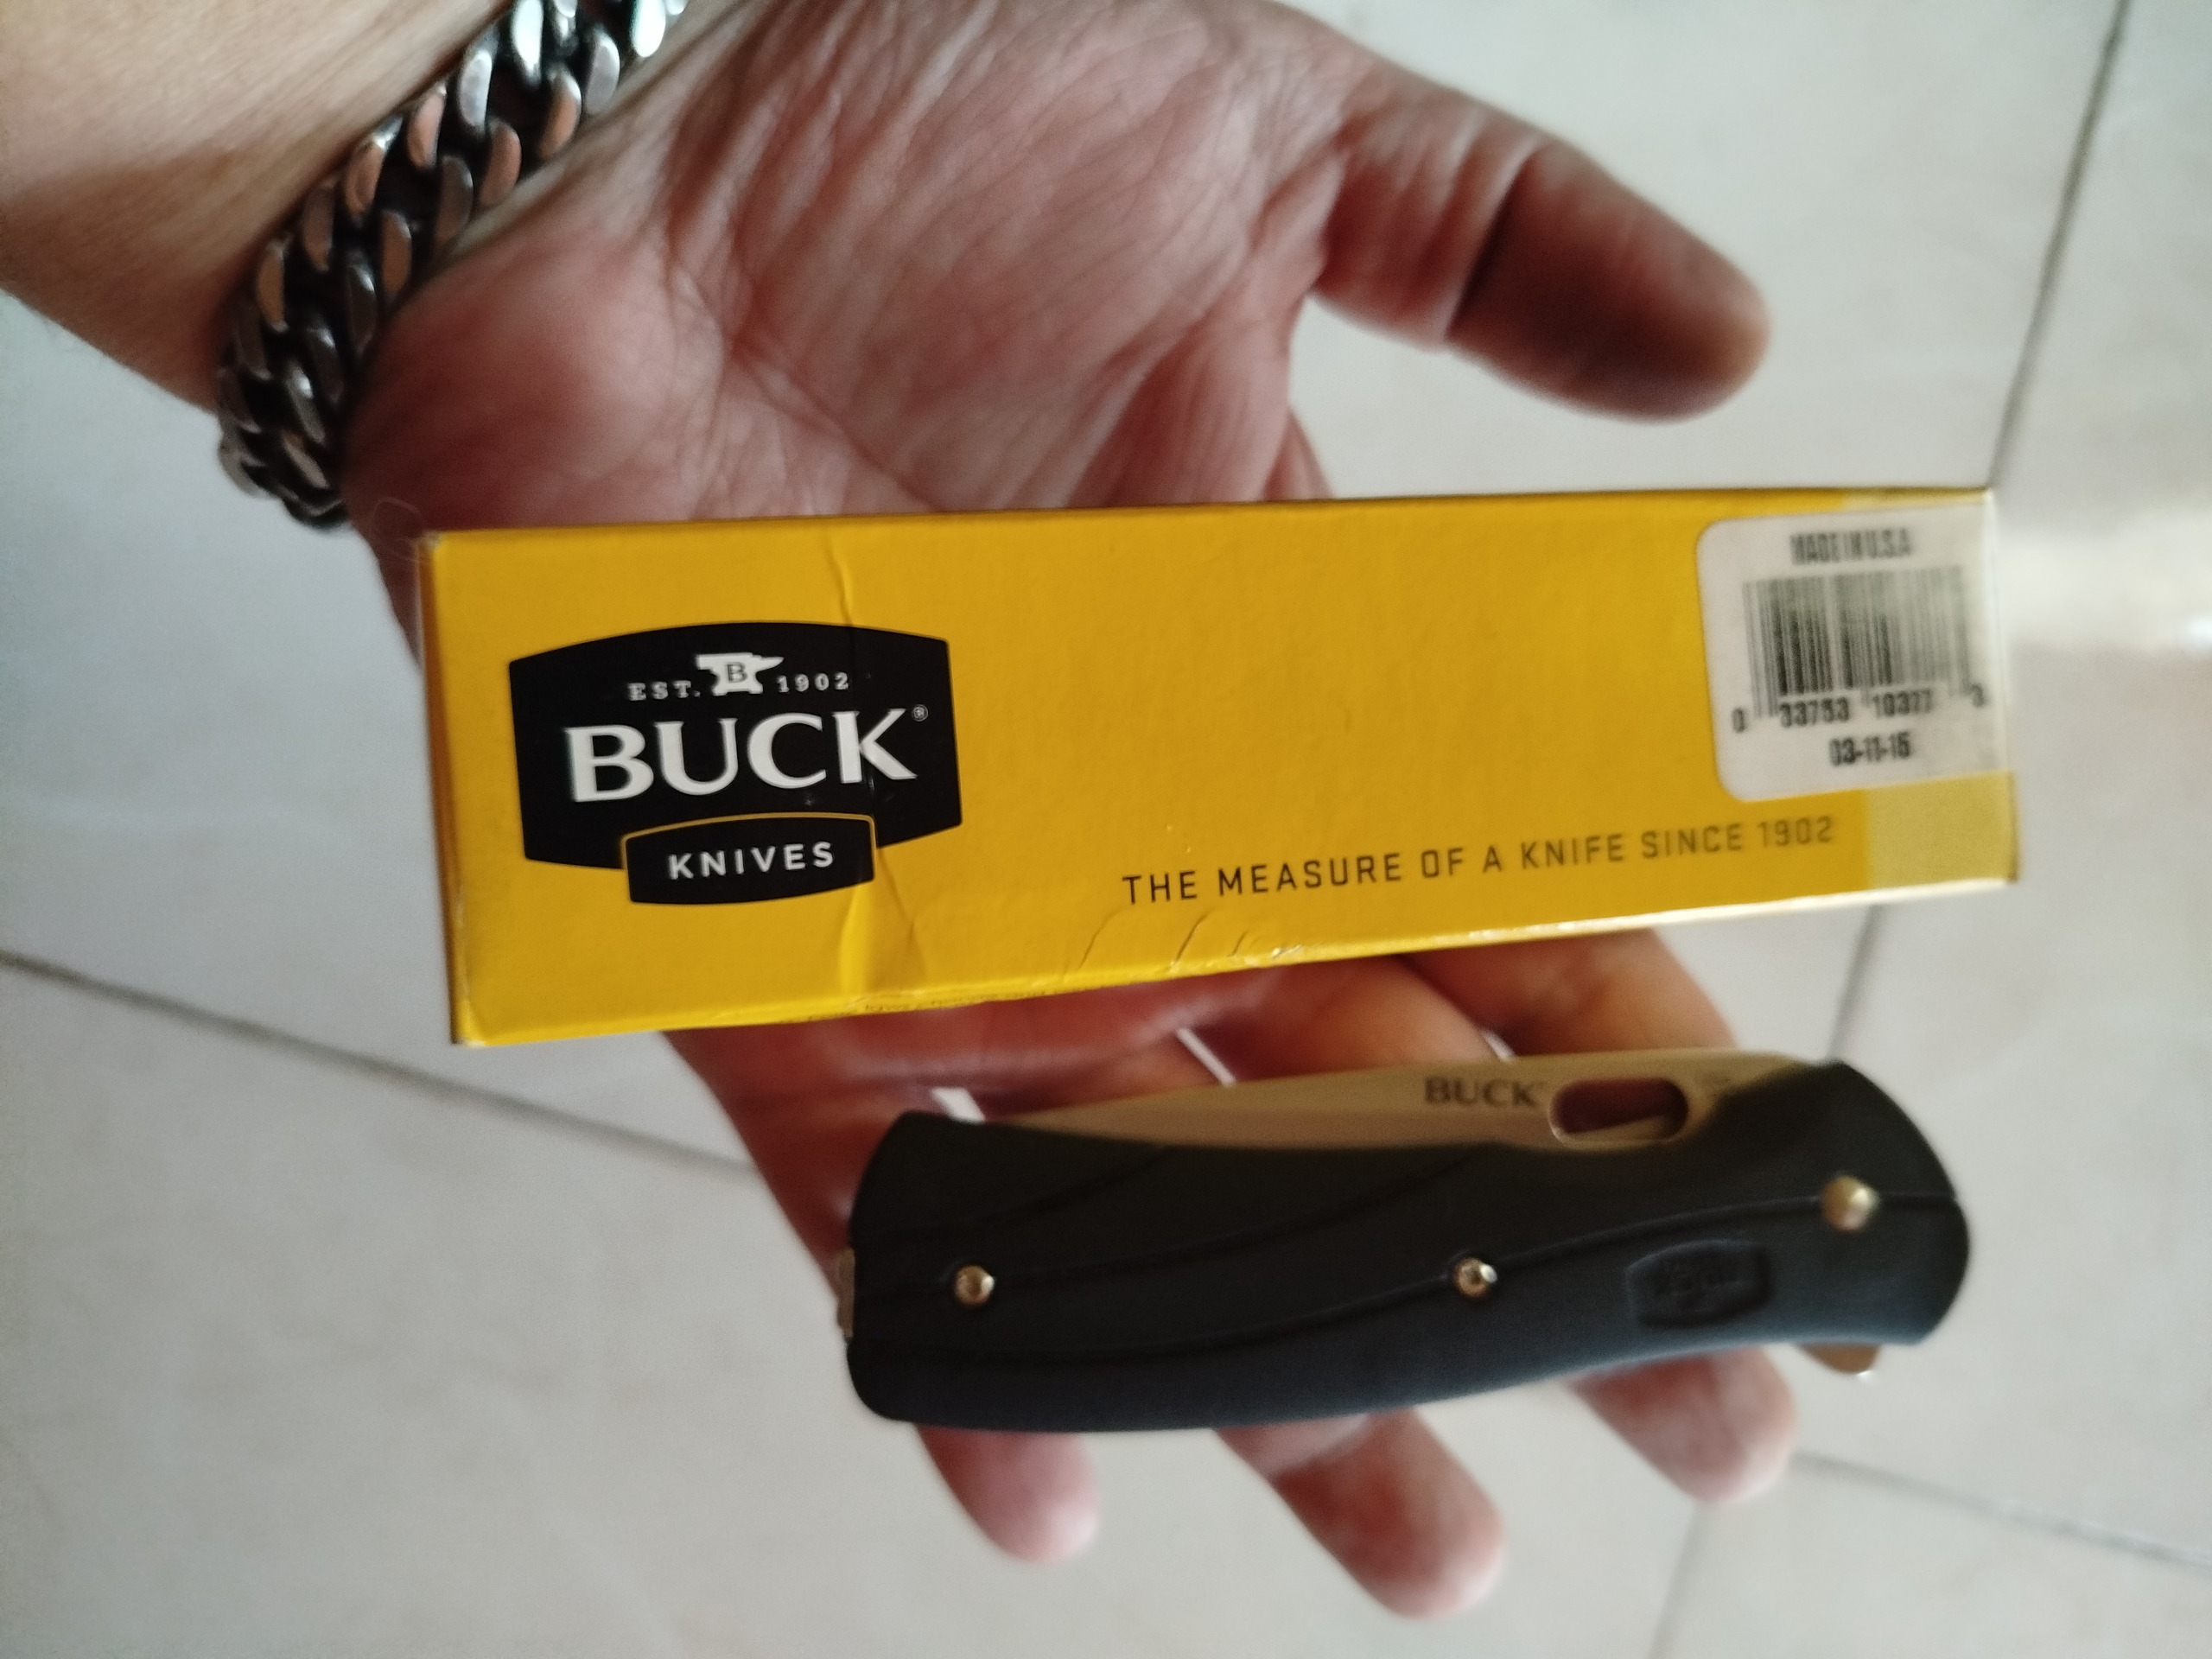 EST. B 1902
BUCK®
KNIVES
MADE IN U.S.A
0 33753 10377 3
03-11-15
THE MEASURE OF A KNIFE SINCE 1902
BUCK